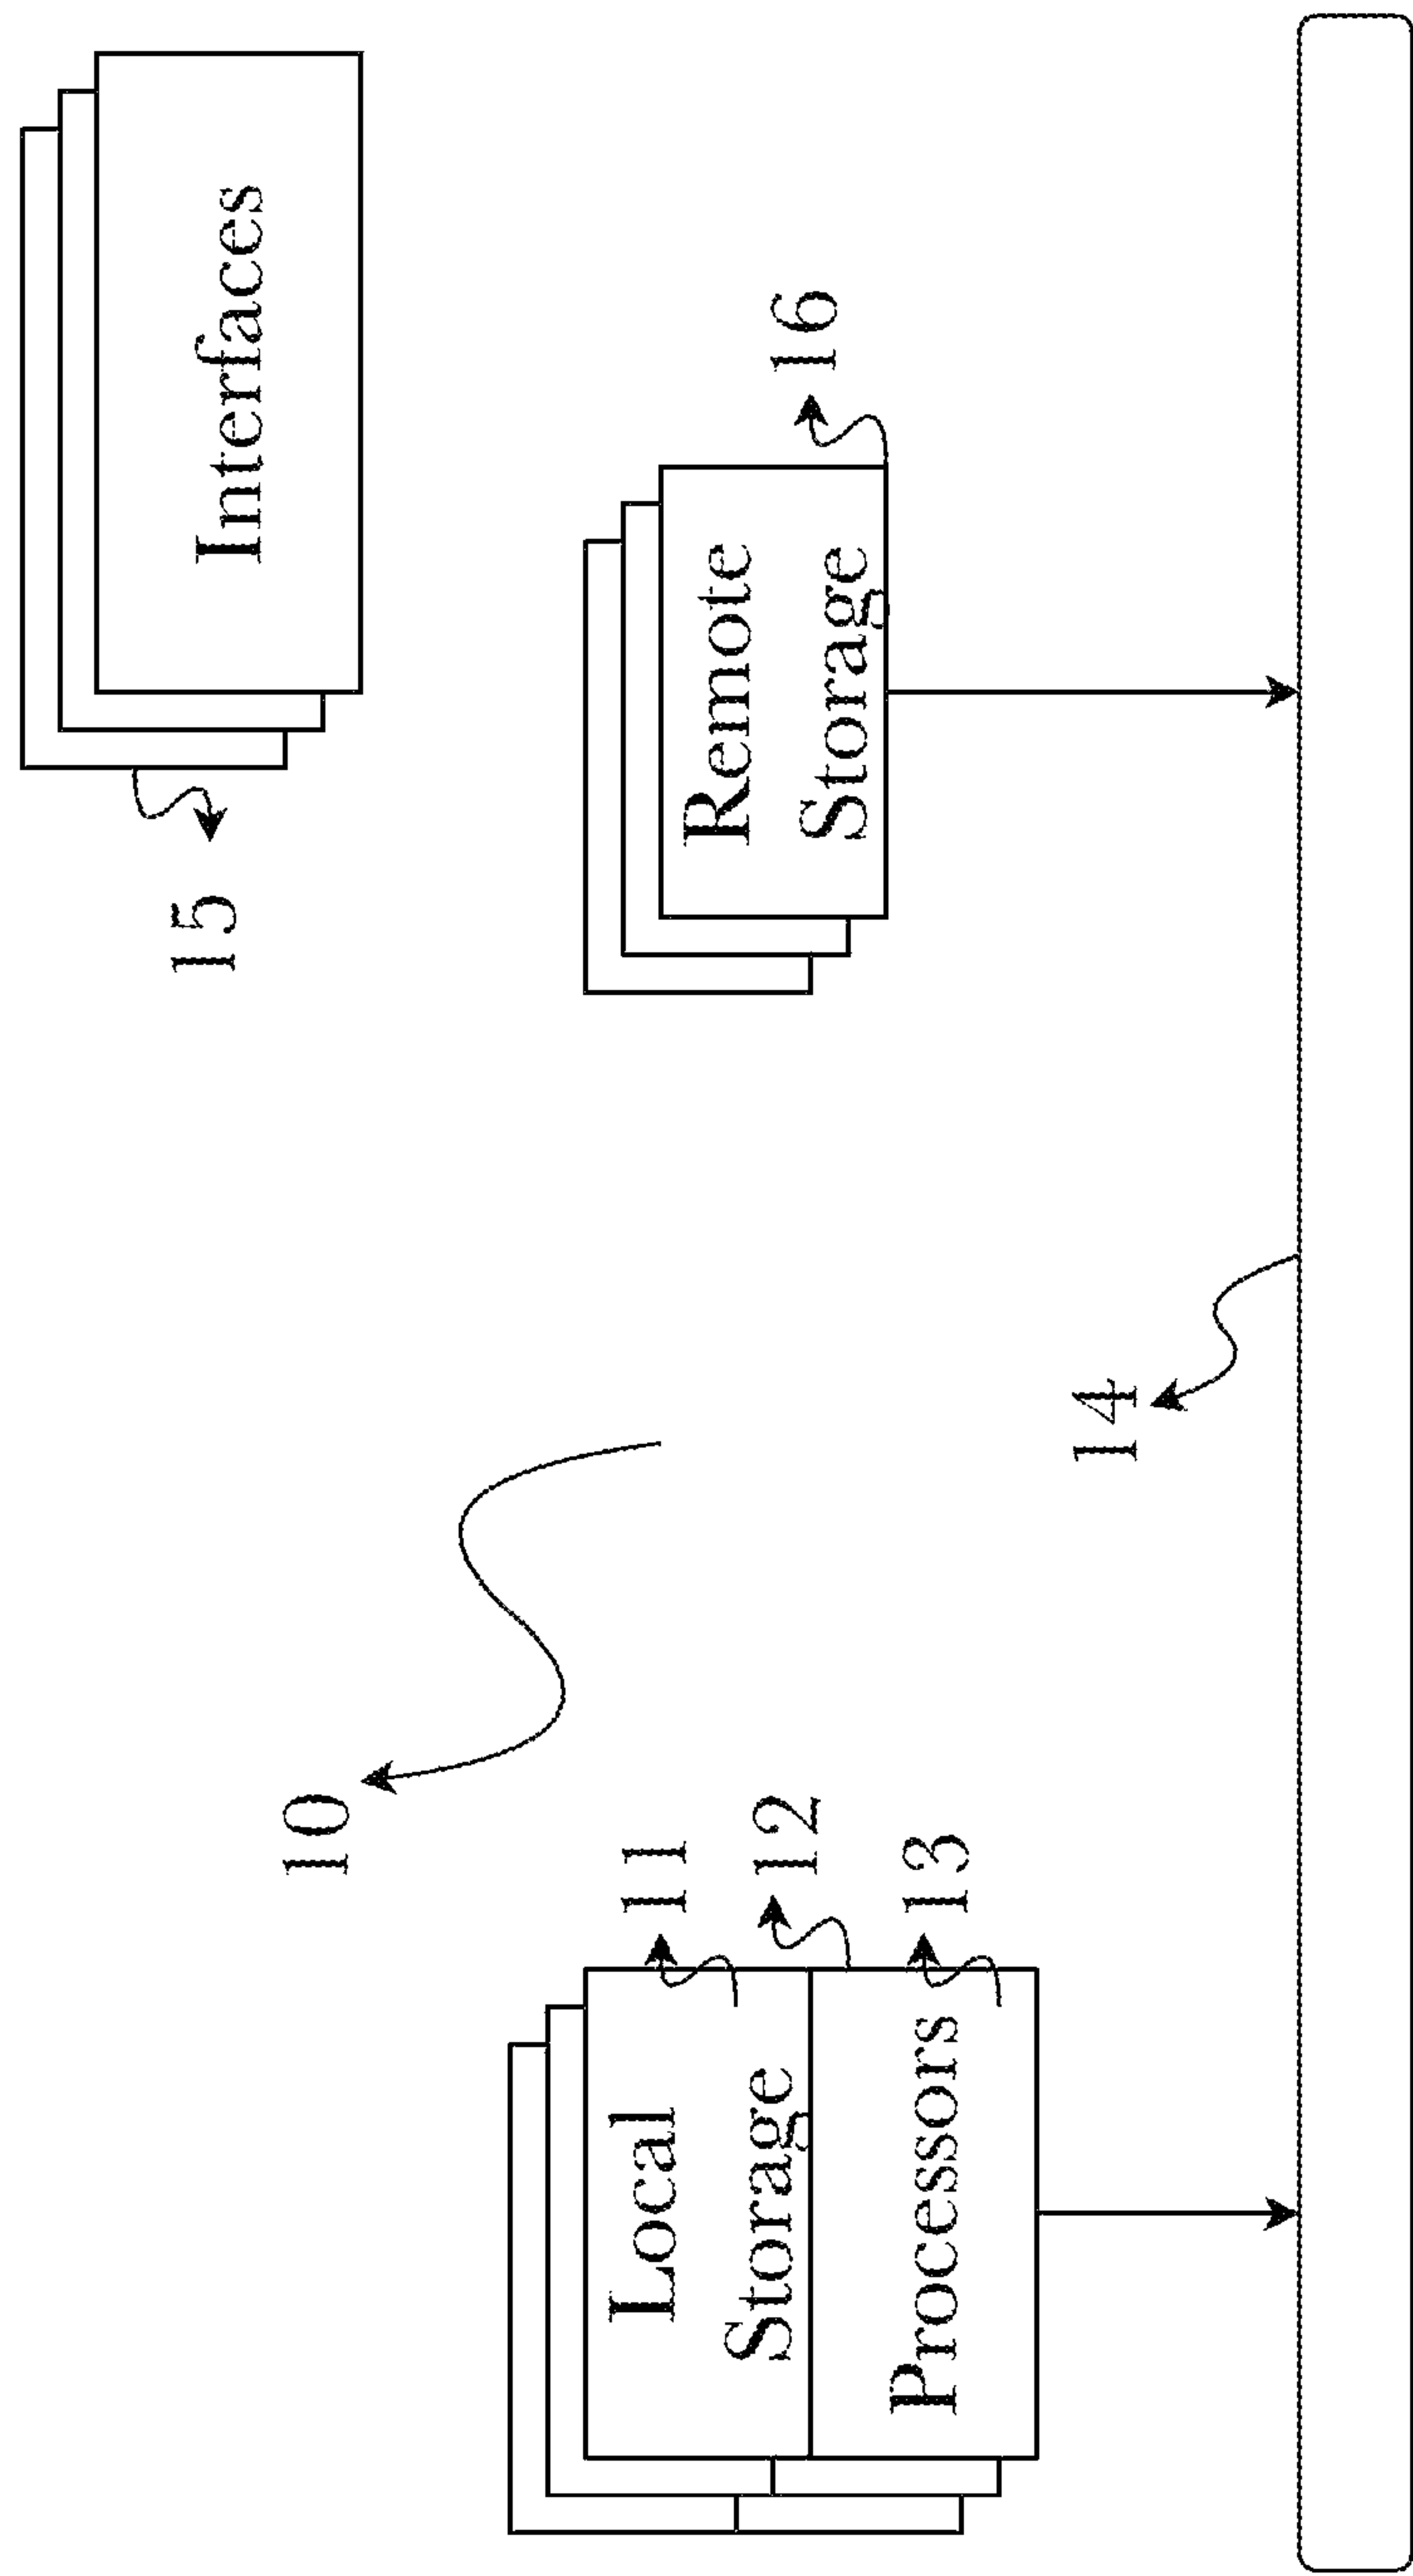 10
15
Interfaces
11
Local
Storage
12
13
Processors
16
Remote
Storage
14